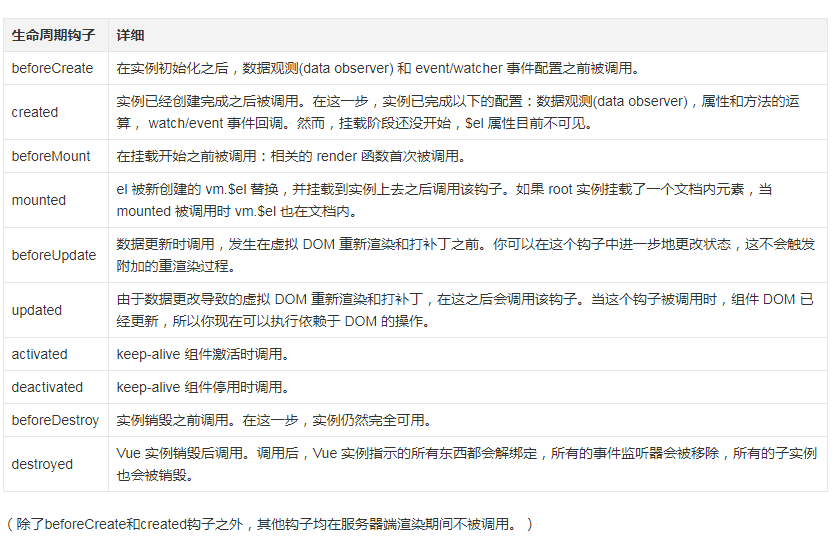 生命周期钩子 详细
beforeCreate 在实例初始化之后，数据观测(data observer) 和 event/watcher 事件配置之前被调用。
created 实例已经创建完成之后被调用。在这一步，实例已完成以下的配置：数据观测(data observer)，属性和方法的运
算， watch/event 事件回调。然而，挂载阶段还没开始，$el 属性目前不可见。
beforeMount 在挂载开始之前被调用：相关的 render 函数首次被调用。
mounted el 被新创建的 vm.$el 替换，并挂载到实例上去之后调用该钩子。如果 root 实例挂载了一个文档内元素，当
mounted 被调用时 vm.$el 也在文档内。
beforeUpdate 数据更新时调用，发生在虚拟 DOM 重新渲染和打补丁之前。你可以在这个钩子中进一步地更改状态，这不会触发
附加的重渲染过程。
updated 由于数据更改导致的虚拟 DOM 重新渲染和打补丁，在这之后会调用该钩子。当这个钩子被调用时，组件 DOM 已
经更新，所以你现在可以执行依赖于 DOM 的操作。
activated keep-alive 组件激活时调用。
deactivated keep-alive 组件停用时调用。
beforeDestroy 实例销毁之前调用。在这一步，实例仍然完全可用。
destroyed Vue 实例销毁后调用。调用后，Vue 实例指示的所有东西都会解绑定，所有的事件监听器会被移除，所有的子实例
也会被销毁。
（除了beforeCreate和created钩子之外，其他钩子均在服务器端渲染期间不被调用。）